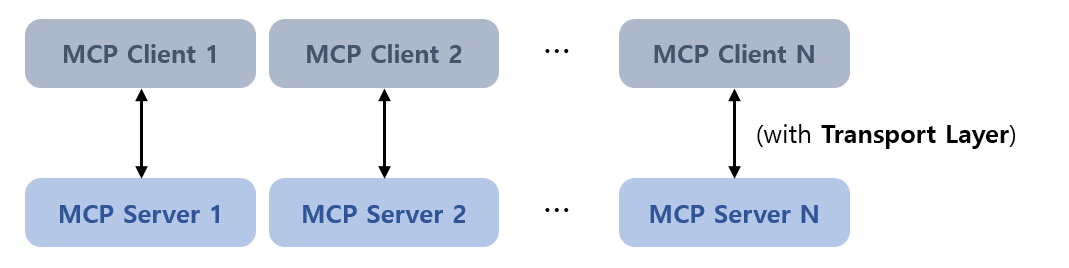 MCP Client 1
MCP Client 2
...
MCP Client N
(with Transport Layer)
MCP Server 1
MCP Server 2
...
MCP Server N